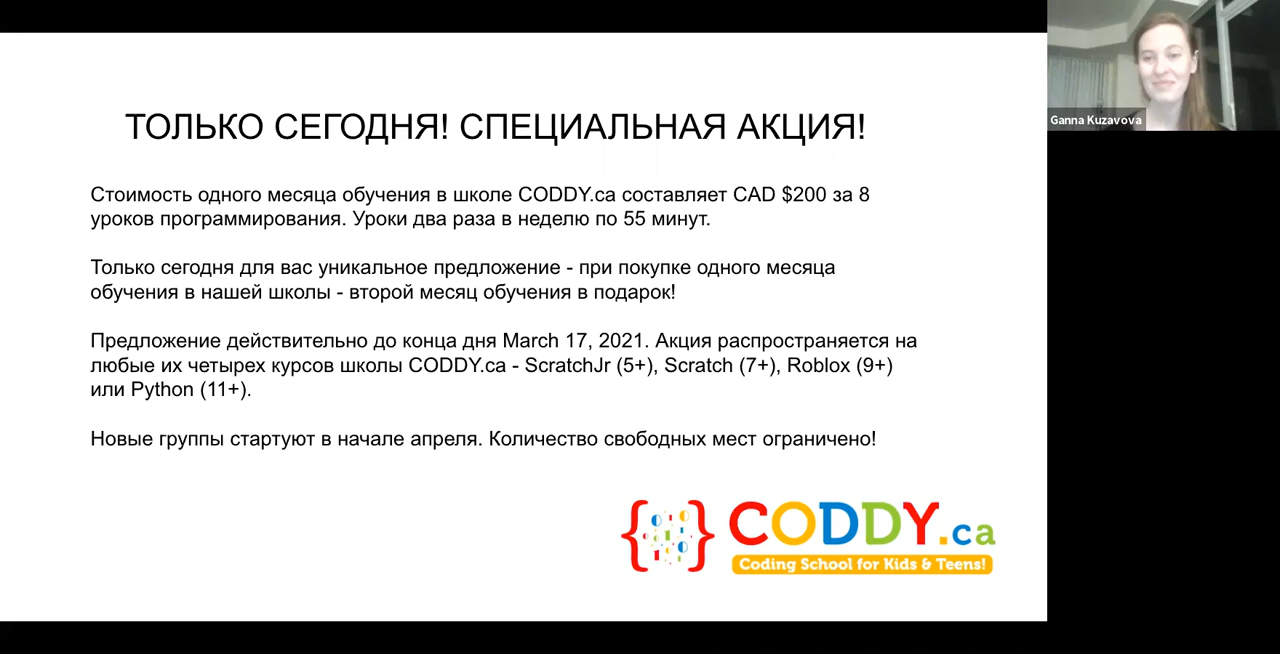 ТОЛЬКО СЕГОДНЯ! СПЕЦИАЛЬНАЯ АКЦИЯ!
Стоимость одного месяца обучения в школе CODDY.ca составляет CAD $200 за 8
уроков программирования. Уроки два раза в неделю по 55 минут.
Только сегодня для вас уникальное предложение - при покупке одного месяца
обучения в нашей школы - второй месяц обучения в подарок!
Предложение действительно до конца дня March 17, 2021. Акция распространяется на
любые их четырех курсов школы CODDY.ca - ScratchJr (5+), Scratch (7+), Roblox (9+)
или Python (11+).
Новые группы стартуют в начале апреля. Количество свободных мест ограничено!
CODDY.ca
Coding School for Kids & Teens!
Ganna Kuzavova